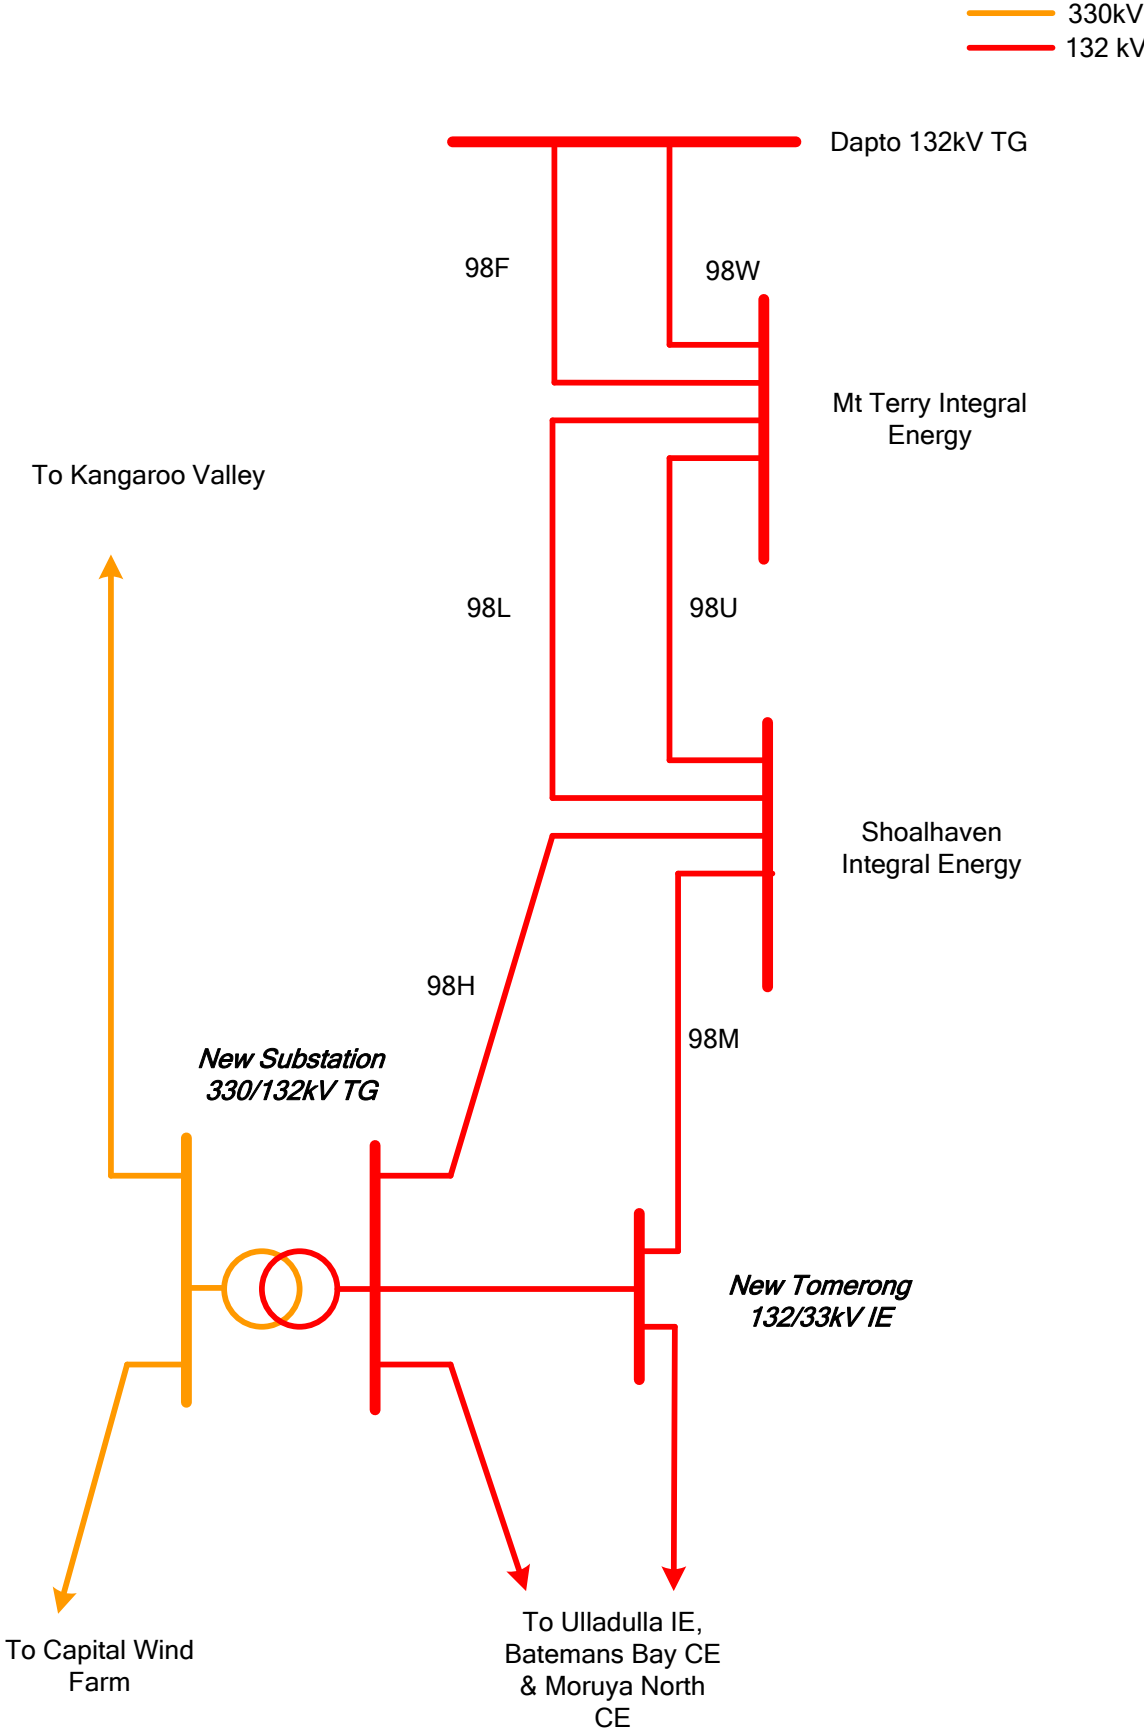 330kV
132 kV
Dapto 132kV TG
98F
98W
Mt Terry Integral
Energy
To Kangaroo Valley
98L
98U
Shoalhaven
Integral Energy
98H
98M
New Substation
330/132kV TG
New Tomerong
132/33kV IE
To Ulladulla IE,
Batemans Bay CE
& Moruya North
CE
To Capital Wind
Farm